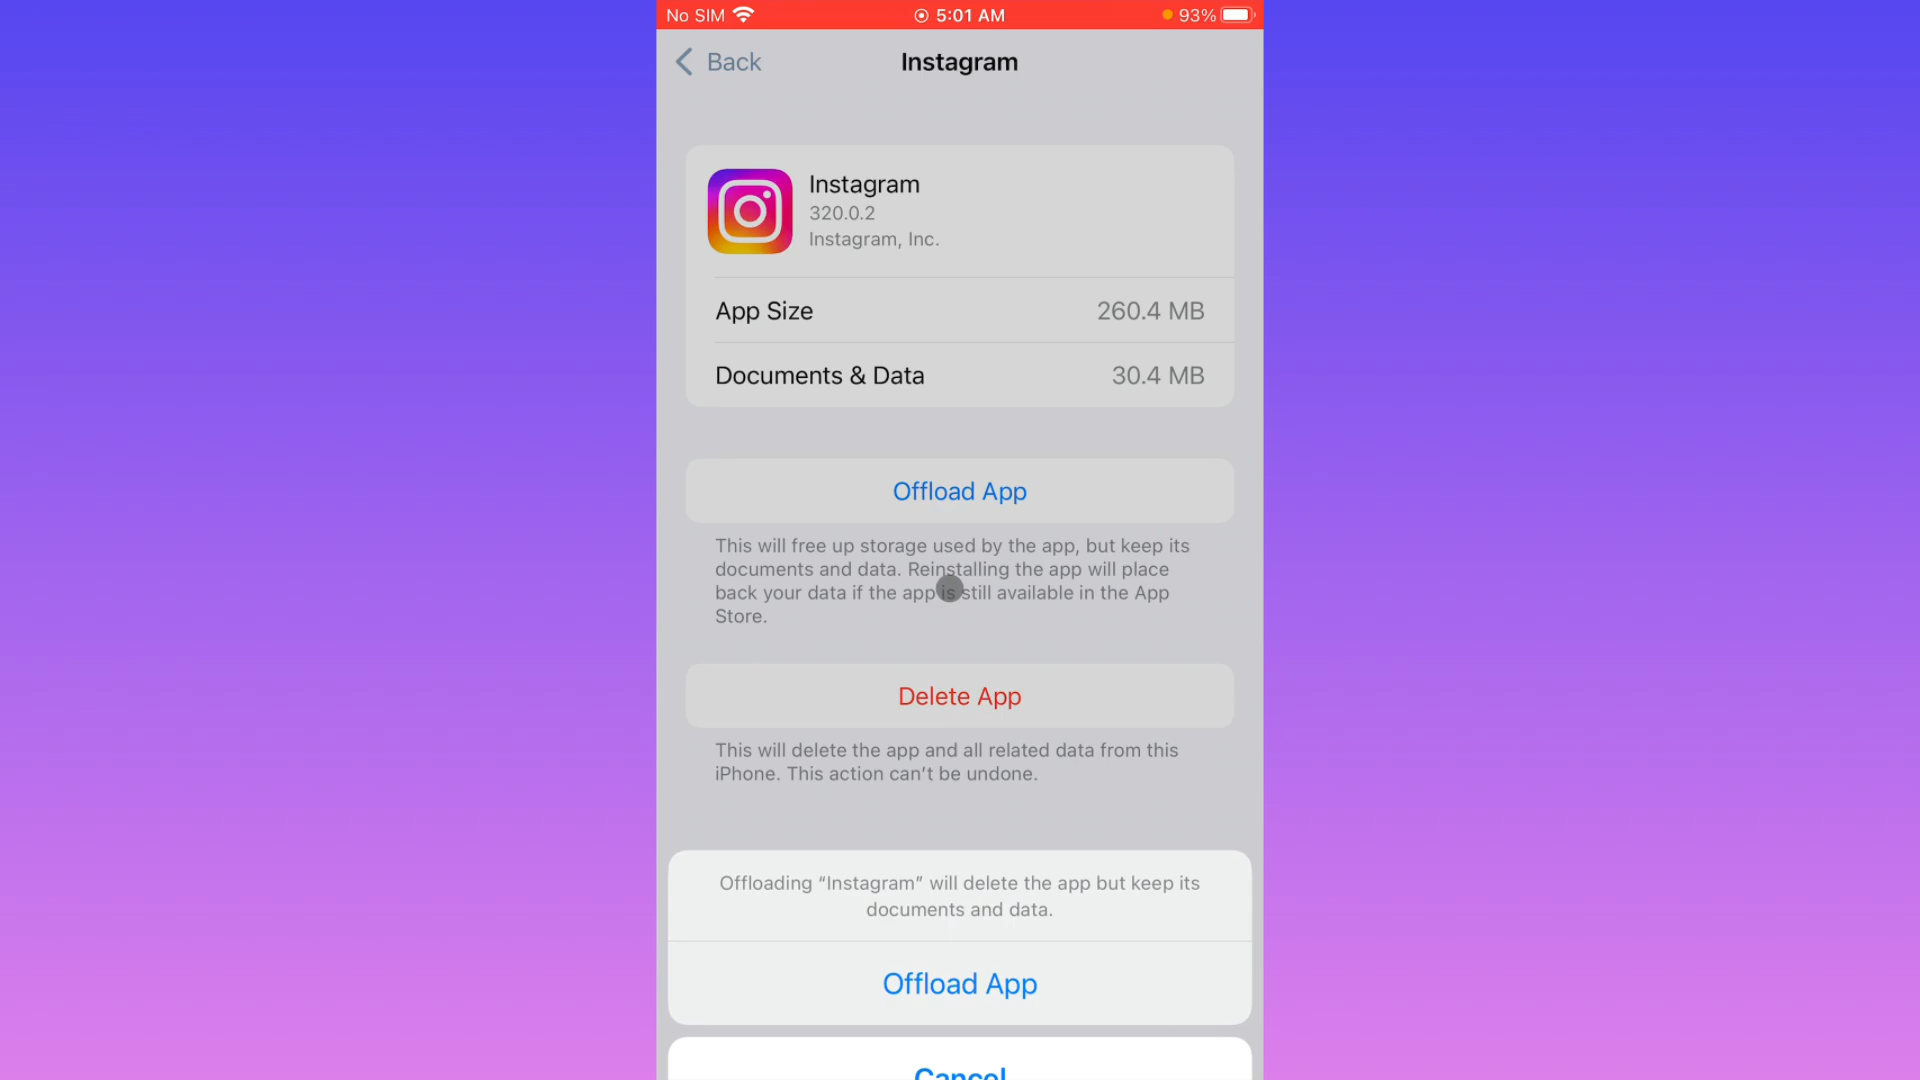 No SIM 5:01 AM 93%
Back Instagram
Instagram
320.0.2
Instagram, Inc.
App Size 260.4 MB
Documents & Data 30.4 MB
Offload App
This will free up storage used by the app, but keep its
documents and data. Reinstalling the app will place
back your data if the app is still available in the App
Store.
Delete App
This will delete the app and all related data from this
iPhone. This action can’t be undone.
Offloading “Instagram” will delete the app but keep its
documents and data.
Offload App
Cancel